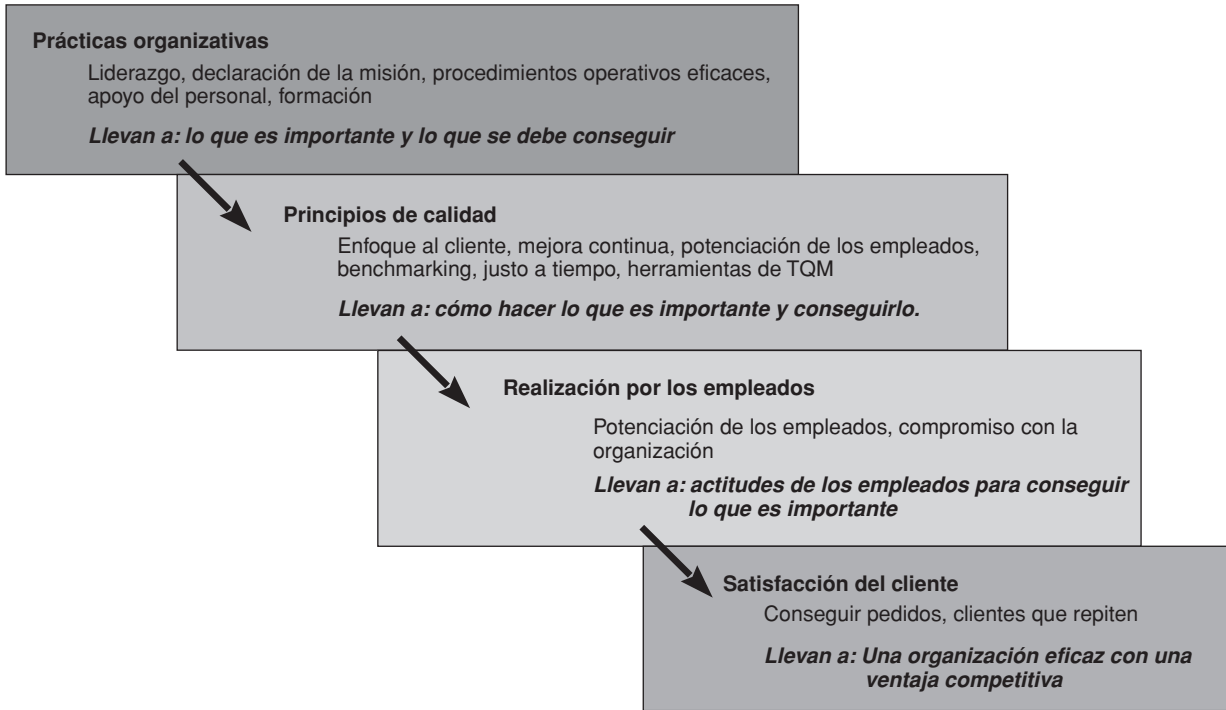 Prácticas organizativas
Liderazgo, declaración de la misión, procedimientos operativos eficaces,
apoyo del personal, formación
Llevan a: lo que es importante y lo que se debe conseguir
Principios de calidad
Enfoque al cliente, mejora continua, potenciación de los empleados,
benchmarking, justo a tiempo, herramientas de TQM
Llevan a: cómo hacer lo que es importante y conseguirlo.
Realización por los empleados
Potenciación de los empleados, compromiso con la
organización
Llevan a: actitudes de los empleados para conseguir
lo que es importante
Satisfacción del cliente
Conseguir pedidos, clientes que repiten
Llevan a: Una organización eficaz con una
ventaja competitiva